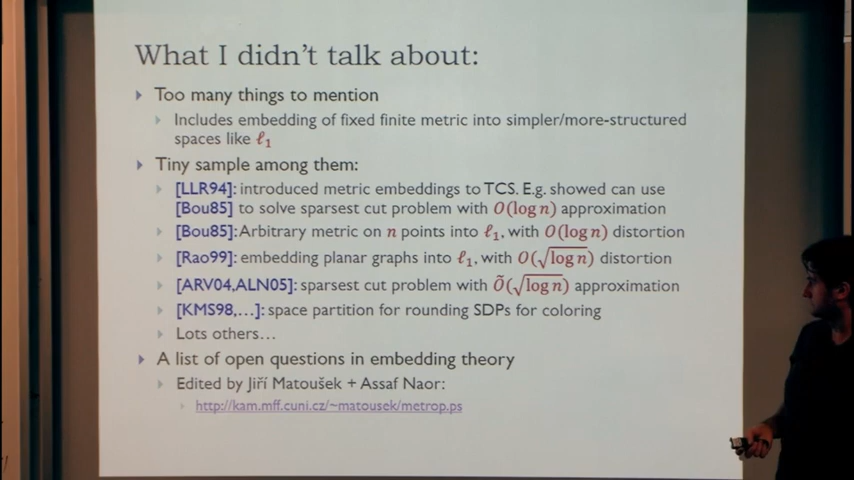 What I didn't talk about:
Too many things to mention
Includes embedding of fixed finite metric into simpler/more-structured
spaces like ℓ₁
Tiny sample among them:
[LLR94]: introduced metric embeddings to TCS. E.g. showed can use
[Bou85] to solve sparsest cut problem with O(log n) approximation
[Bou85]: Arbitrary metric on n points into ℓ₁, with O(log n) distortion
[Rao99]: embedding planar graphs into ℓ₁, with O(√log n) distortion
[ARV04,ALN05]: sparsest cut problem with Õ(√log n) approximation
[KMS98,…]: space partition for rounding SDPs for coloring
Lots others…
A list of open questions in embedding theory
Edited by Jiří Matoušek + Assaf Naor:
http://kam.mff.cuni.cz/~matousek/metrop.ps